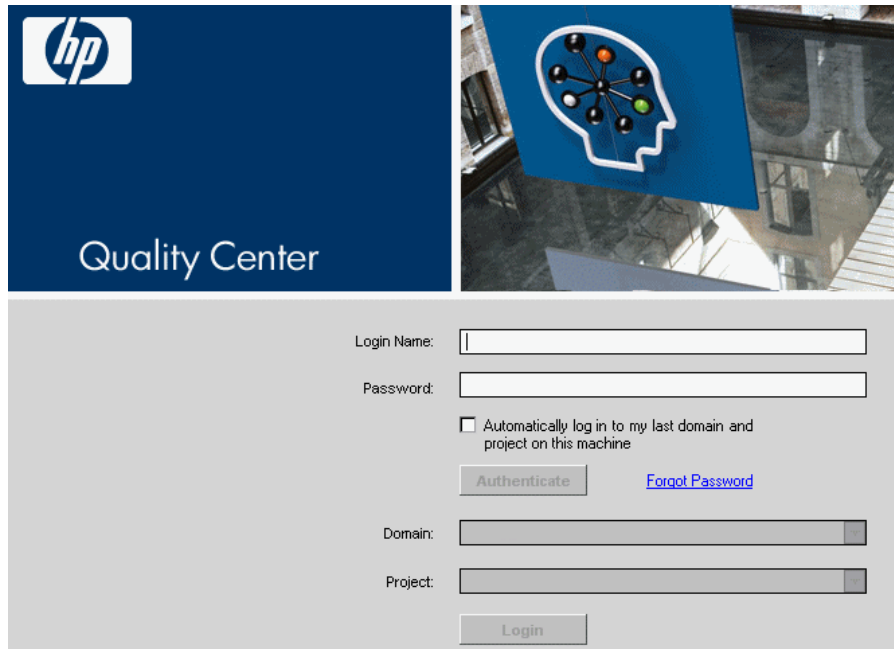 hp
Quality Center
Login Name:
Password:
Automatically log in to my last domain and
project on this machine
Authenticate
Forgot Password
Domain:
Project:
Login